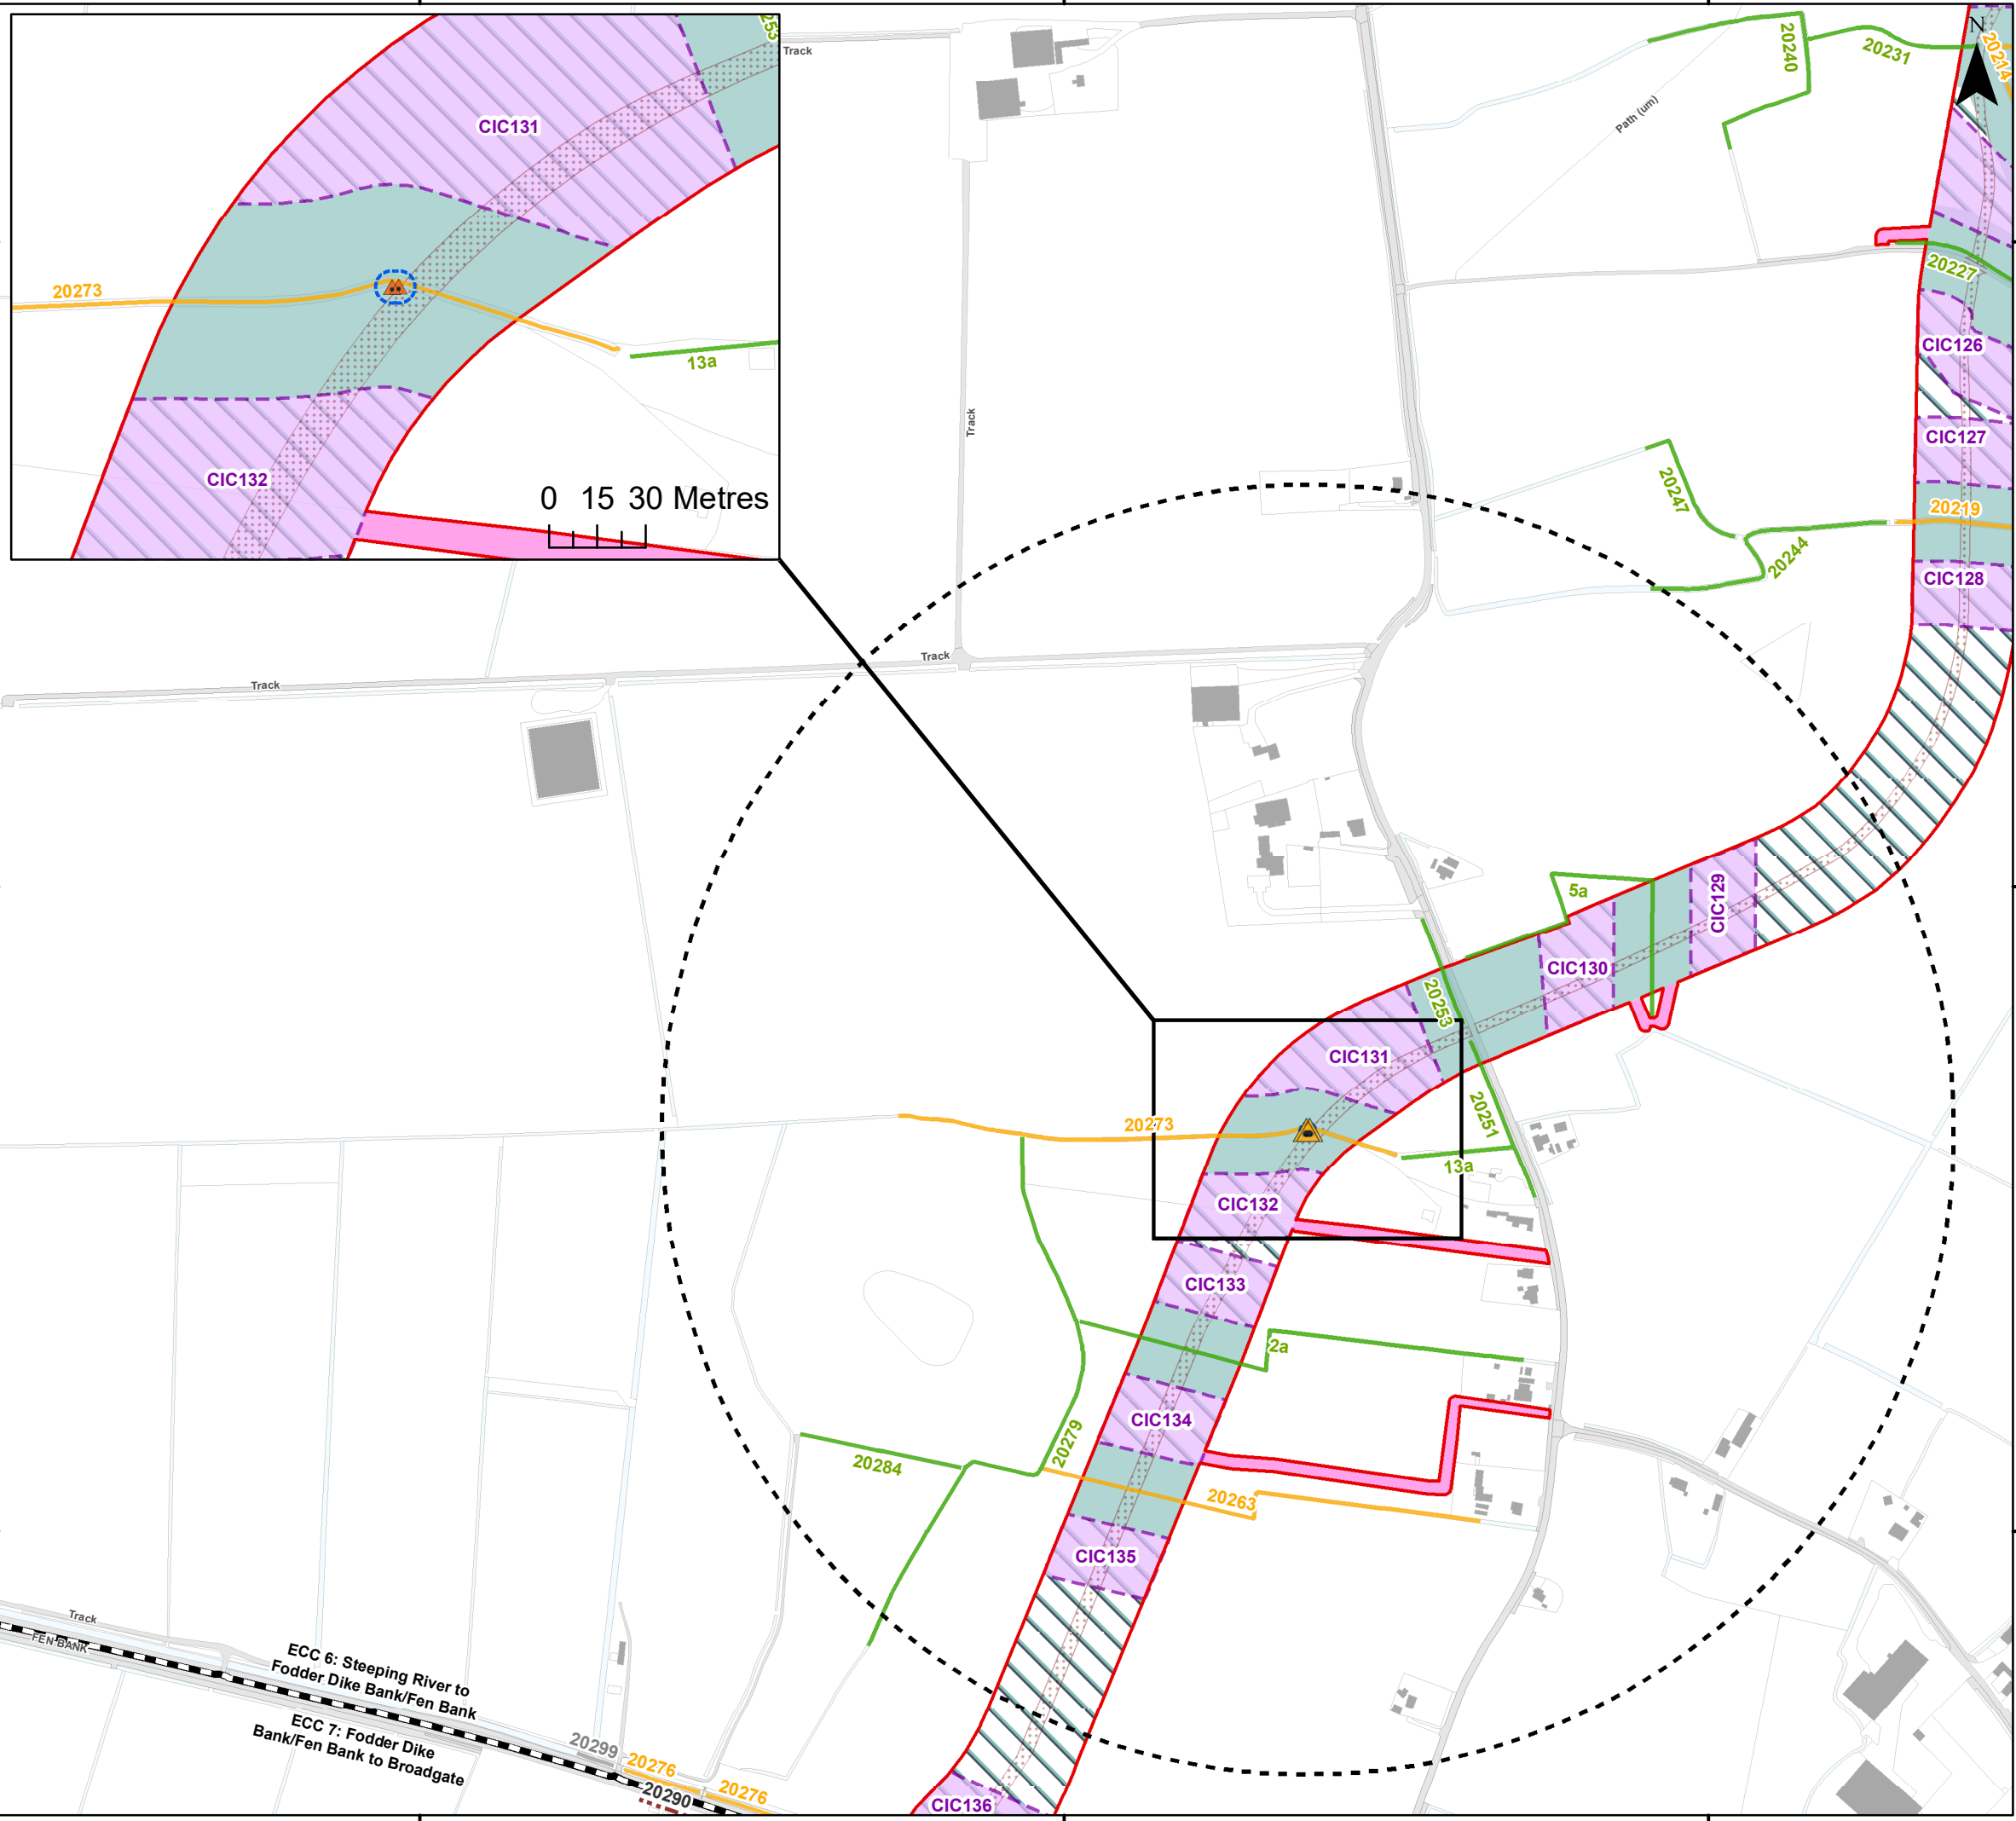 253
Track
CIC131
20273
13a
CIC132
0 15 30 Metres
20240
20231
N
20214
Path (um)
20227
CIC126
CIC127
20219
CIC128
20247
20244
Track
Track
Track
5a
CIC129
CIC130
20253
CIC131
20251
20273
13a
CIC132
CIC133
2a
CIC134
20279
20284
20263
CIC135
Track
FEN BANK
ECC 6: Steeping River to
Fodder Dike Bank/Fen Bank
ECC 7: Fodder Dike
Bank/Fen Bank to Broadgate
20299
20276
20276
20290
CIC136